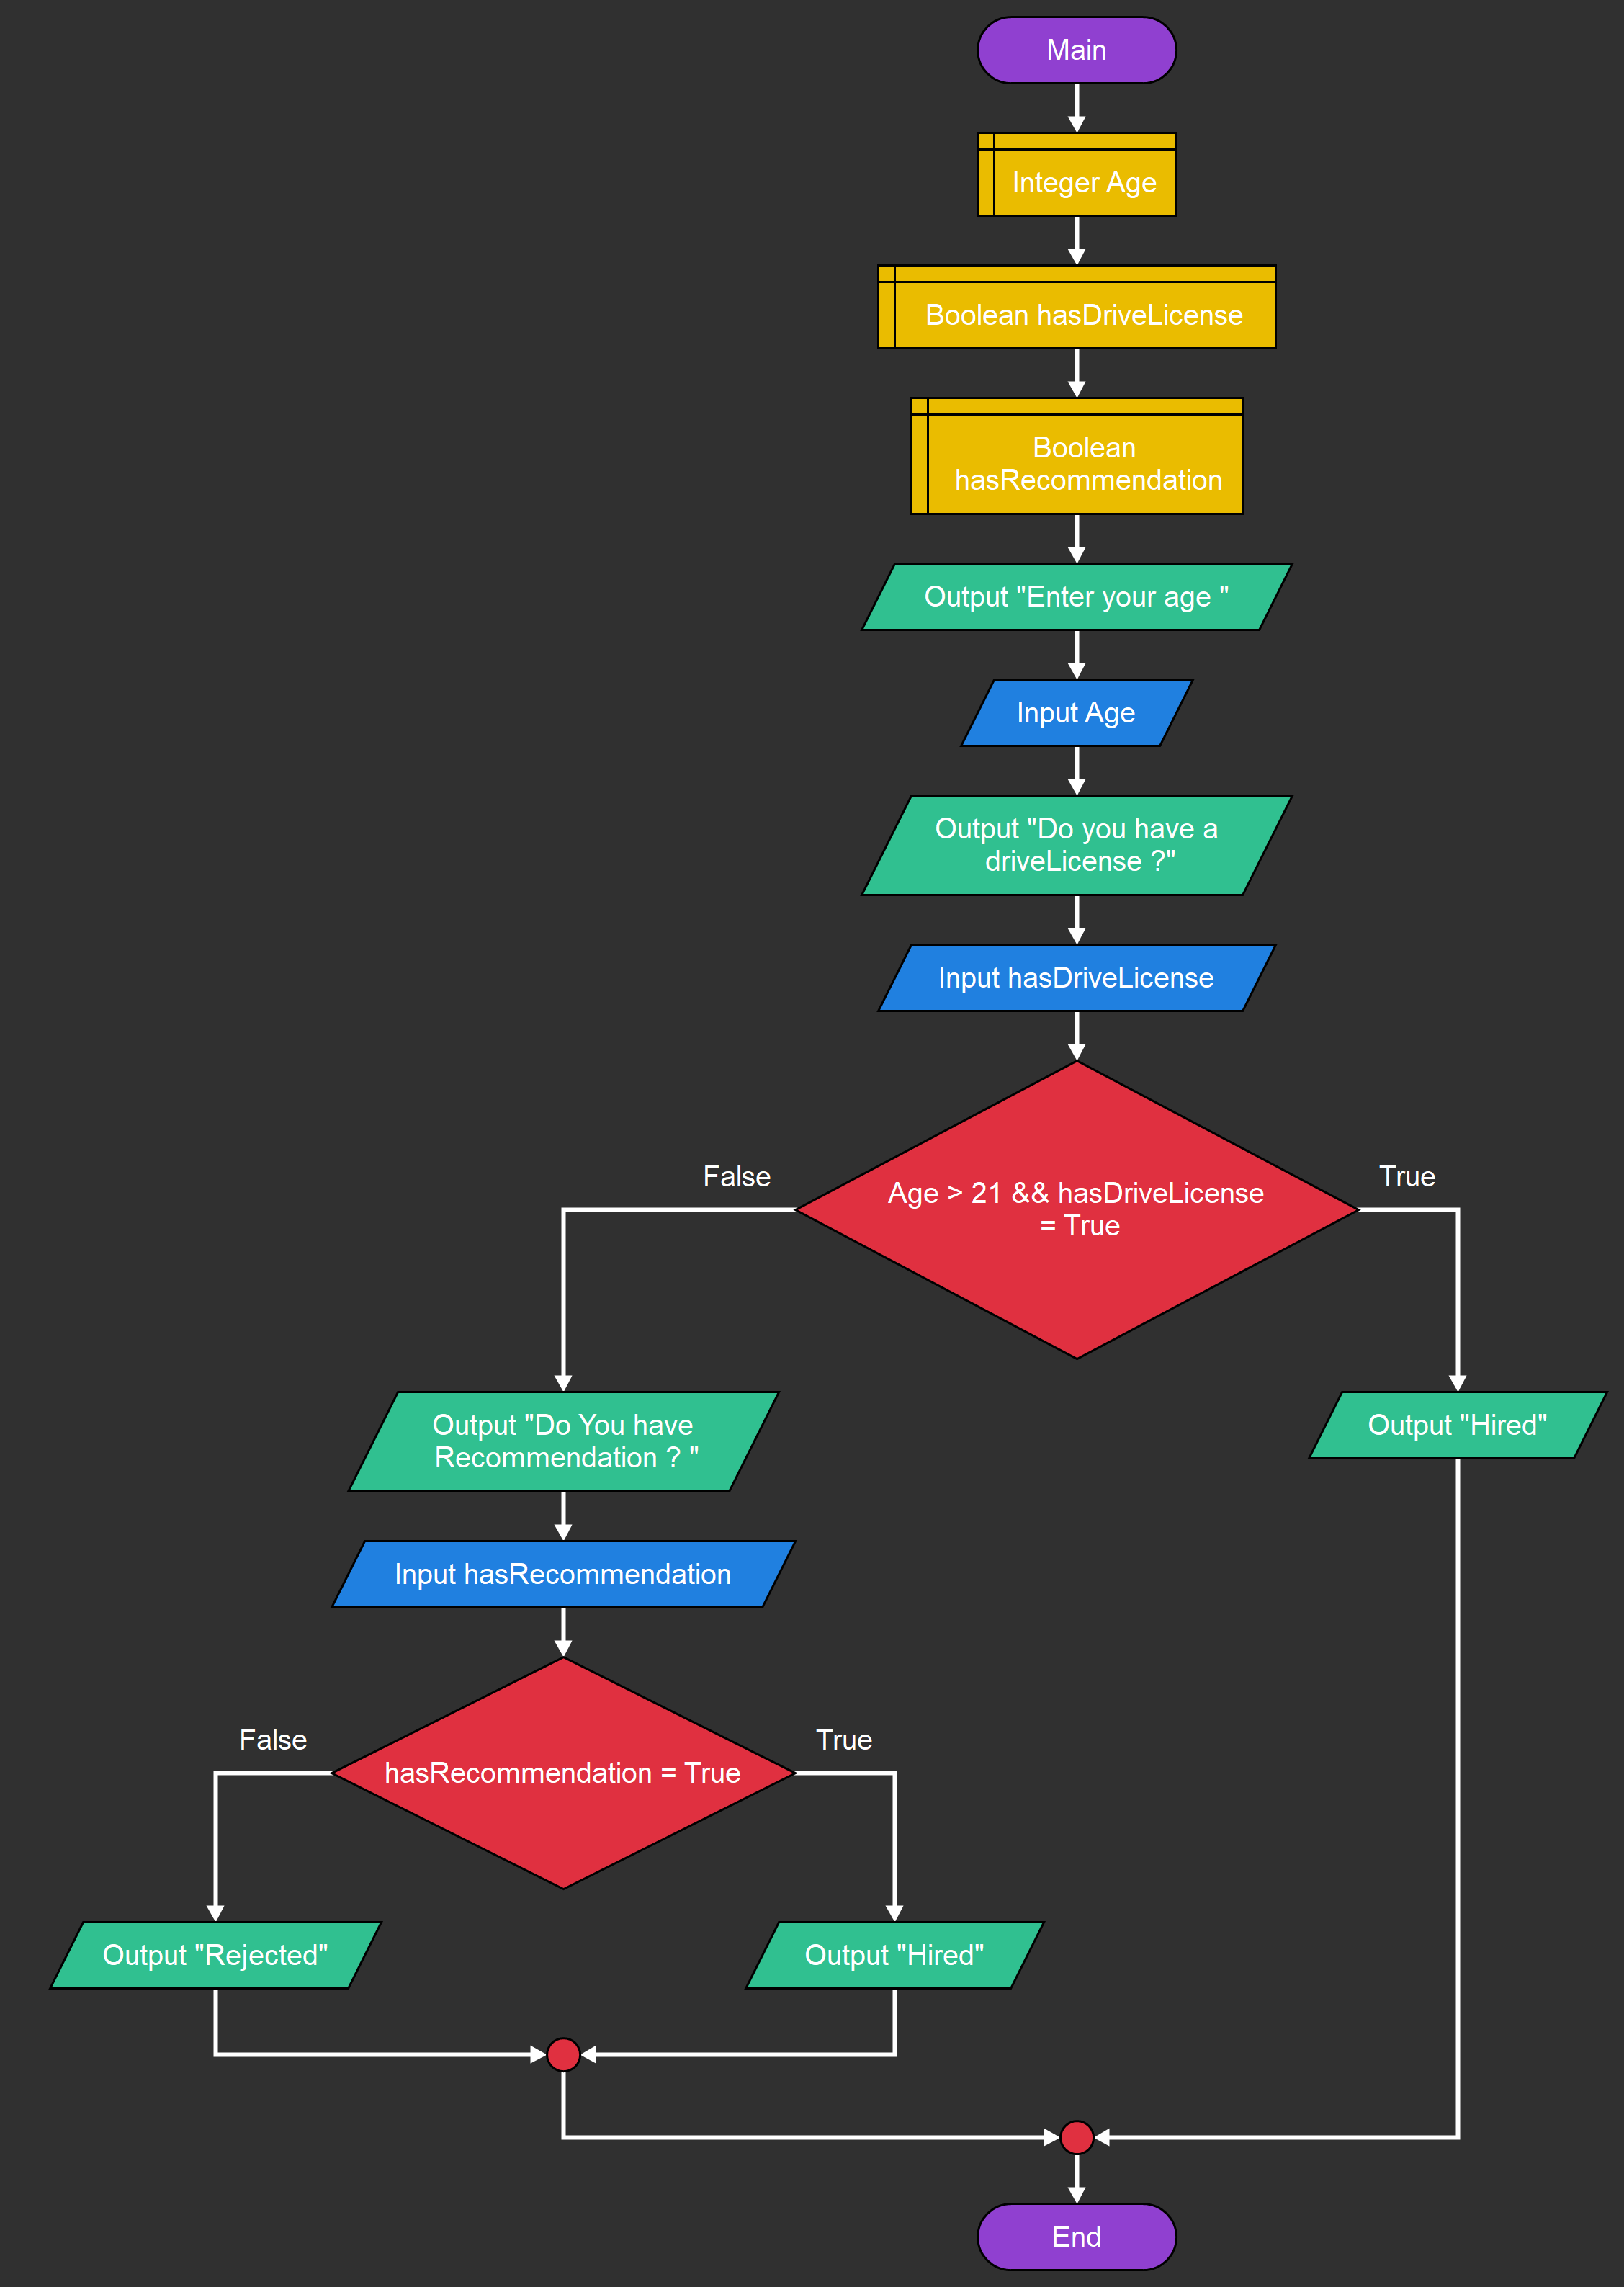 Main
Integer Age
Boolean hasDriveLicense
Boolean
hasRecommendation
Output "Enter your age "
Input Age
Output "Do you have a
driveLicense ?"
Input hasDriveLicense
False
True
Age > 21 && hasDriveLicense
= True
Output "Do You have
Recommendation ? "
Output "Hired"
Input hasRecommendation
False
True
hasRecommendation = True
Output "Rejected"
Output "Hired"
End